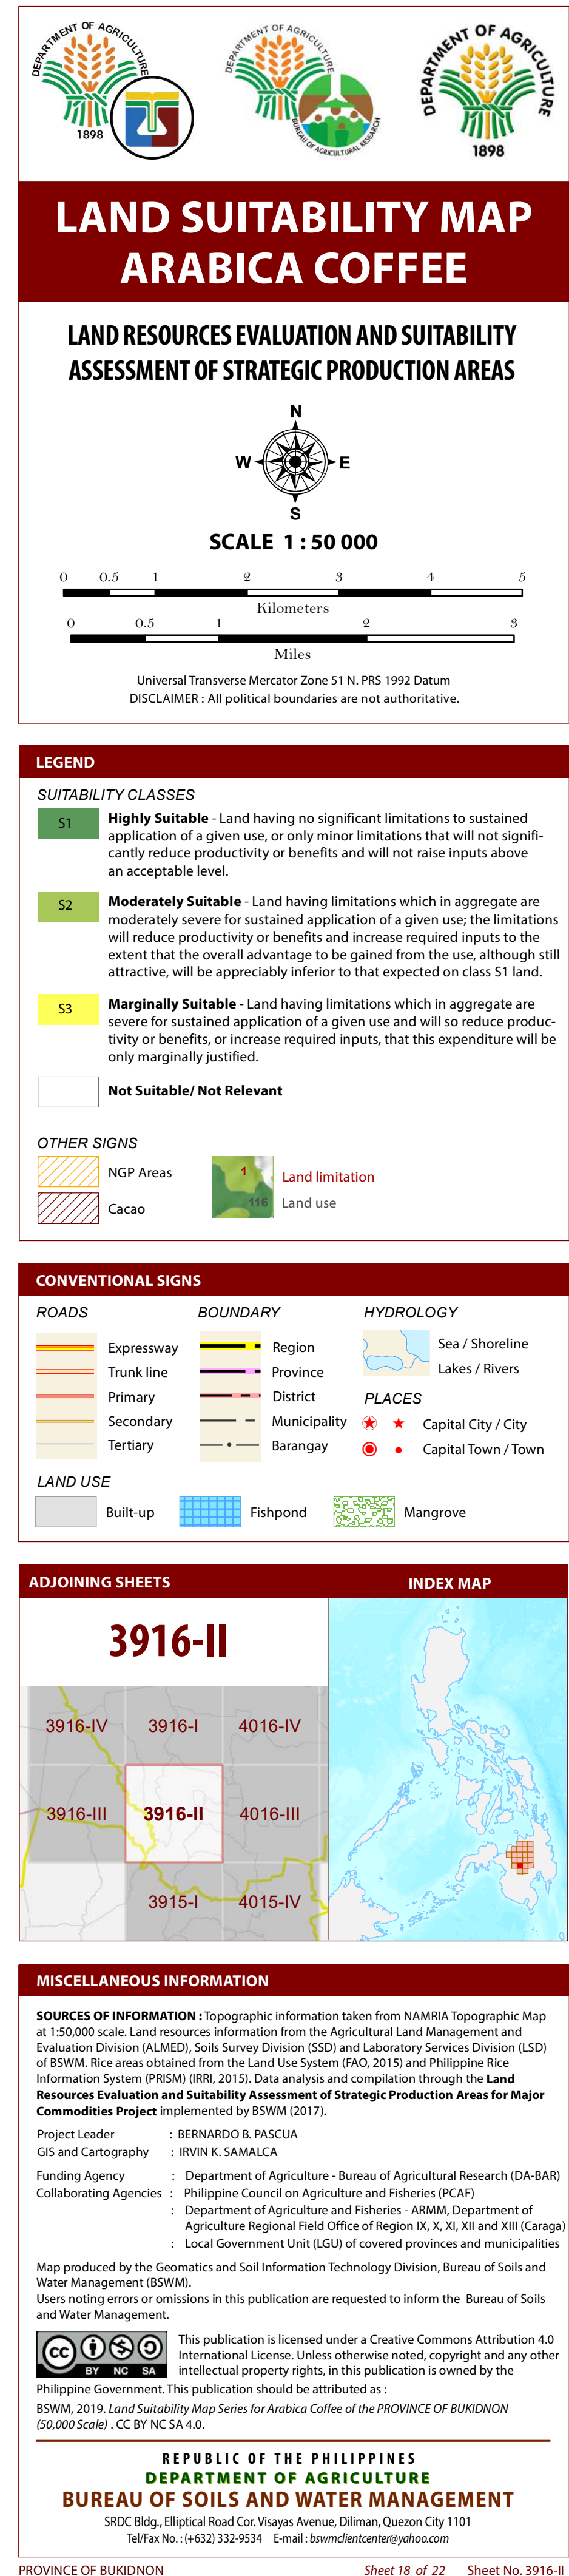 DEPARTMENT OF AGRICULTURE
1898
DEPARTMENT OF AGRICULTURE
BUREAU OF AGRICULTURAL RESEARCH
DEPARTMENT OF AGRICULTURE
1898
LAND SUITABILITY MAP
ARABICA COFFEE
LAND RESOURCES EVALUATION AND SUITABILITY
ASSESSMENT OF STRATEGIC PRODUCTION AREAS
N
W E
S
SCALE 1 : 50 000
0 0.5 1 2 3 4 5
Kilometers
0 0.5 1 2 3
Miles
Universal Transverse Mercator Zone 51 N. PRS 1992 Datum
DISCLAIMER : All political boundaries are not authoritative.
LEGEND
SUITABILITY CLASSES
S1
Highly Suitable - Land having no significant limitations to sustained
application of a given use, or only minor limitations that will not signifi-
cantly reduce productivity or benefits and will not raise inputs above
an acceptable level.
S2
Moderately Suitable - Land having limitations which in aggregate are
moderately severe for sustained application of a given use; the limitations
will reduce productivity or benefits and increase required inputs to the
extent that the overall advantage to be gained from the use, although still
attractive, will be appreciably inferior to that expected on class S1 land.
S3
Marginally Suitable - Land having limitations which in aggregate are
severe for sustained application of a given use and will so reduce produc-
tivity or benefits, or increase required inputs, that this expenditure will be
only marginally justified.
Not Suitable/ Not Relevant
OTHER SIGNS
NGP Areas
Cacao
1
116
Land limitation
Land use
CONVENTIONAL SIGNS
ROADS
Expressway
Trunk line
Primary
Secondary
Tertiary
BOUNDARY
Region
Province
District
Municipality
Barangay
HYDROLOGY
Sea / Shoreline
Lakes / Rivers
PLACES
Capital City / City
Capital Town / Town
LAND USE
Built-up Fishpond Mangrove
ADJOINING SHEETS
INDEX MAP
3916-II
3916-IV 3916-I 4016-IV
3916-III 3916-II 4016-III
3915-I 4015-IV
MISCELLANEOUS INFORMATION
SOURCES OF INFORMATION : Topographic information taken from NAMRIA Topographic Map
at 1:50,000 scale. Land resources information from the Agricultural Land Management and
Evaluation Division (ALMED), Soils Survey Division (SSD) and Laboratory Services Division (LSD)
of BSWM. Rice areas obtained from the Land Use System (FAO, 2015) and Philippine Rice
Information System (PRISM) (IRRI, 2015). Data analysis and compilation through the Land
Resources Evaluation and Suitability Assessment of Strategic Production Areas for Major
Commodities Project implemented by BSWM (2017).
Project Leader : BERNARDO B. PASCUA
GIS and Cartography : IRVIN K. SAMALCA
Funding Agency : Department of Agriculture - Bureau of Agricultural Research (DA-BAR)
Collaborating Agencies : Philippine Council on Agriculture and Fisheries (PCAF)
: Department of Agriculture and Fisheries - ARMM, Department of
Agriculture Regional Field Office of Region IX, X, XI, XII and XIII (Caraga)
: Local Government Unit (LGU) of covered provinces and municipalities
Map produced by the Geomatics and Soil Information Technology Division, Bureau of Soils and
Water Management (BSWM).
Users noting errors or omissions in this publication are requested to inform the Bureau of Soils
and Water Management.
CC BY NC SA
This publication is licensed under a Creative Commons Attribution 4.0
International License. Unless otherwise noted, copyright and any other
intellectual property rights, in this publication is owned by the
Philippine Government. This publication should be attributed as :
BSWM, 2019. Land Suitability Map Series for Arabica Coffee of the PROVINCE OF BUKIDNON
(50,000 Scale) . CC BY NC SA 4.0.
REPUBLIC OF THE PHILIPPINES
DEPARTMENT OF AGRICULTURE
BUREAU OF SOILS AND WATER MANAGEMENT
SRDC Bldg., Elliptical Road Cor. Visayas Avenue, Diliman, Quezon City 1101
Tel/Fax No. : (+632) 332-9534 E-mail : bswmclientcenter@yahoo.com
PROVINCE OF BUKIDNON Sheet 18 of 22 Sheet No. 3916-II